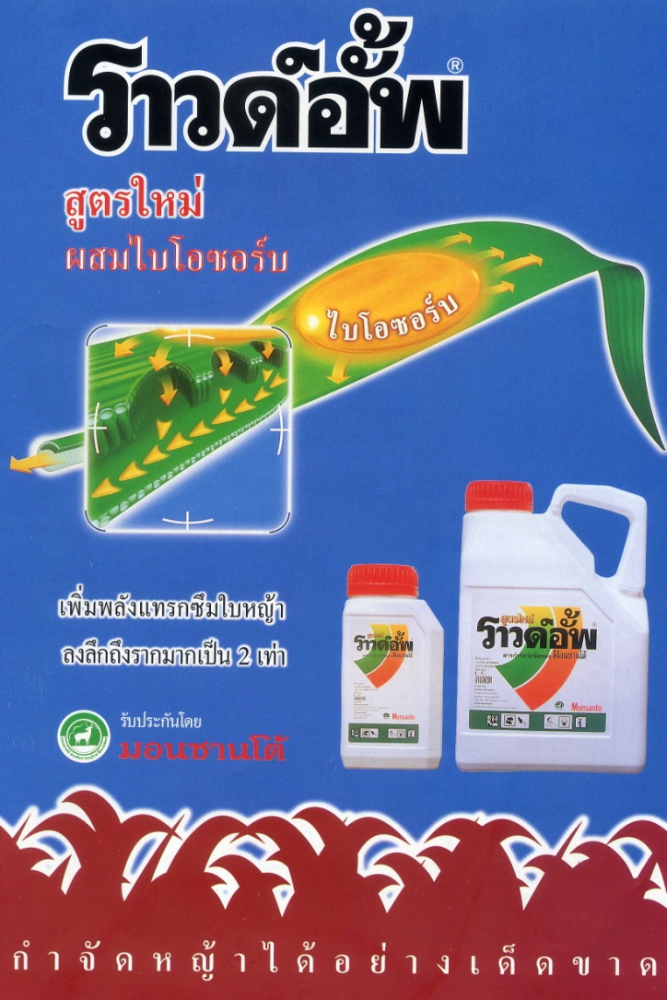 ราวด์อั้พ®
สูตรใหม่
ผสมไบโอซอร์บ
ไบโอซอร์บ
เพิ่มพลังแทรกซึมใบหญ้า
ลงลึกถึงรากมากเป็น 2 เท่า
รับประกันโดย
มอนซานโต้
สูตรใหม่
ราวด์อั้พ
Monsanto
สูตรใหม่
ราวด์อั้พ
Monsanto
กำจัดหญ้าได้อย่างเด็ดขาด